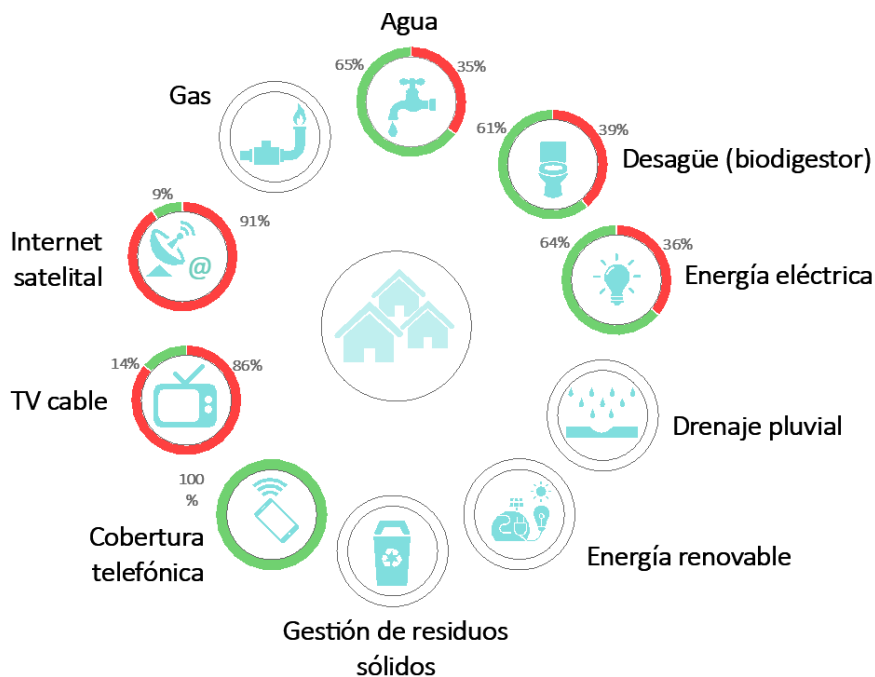 Agua
65%
35%
Gas
61%
39%
Desagüe (biodigestor)
9%
91%
Internet
satelital
@
64%
36%
Energía eléctrica
14%
86%
TV cable
Drenaje pluvial
100
%
Cobertura
telefónica
Energía renovable
Gestión de residuos
sólidos